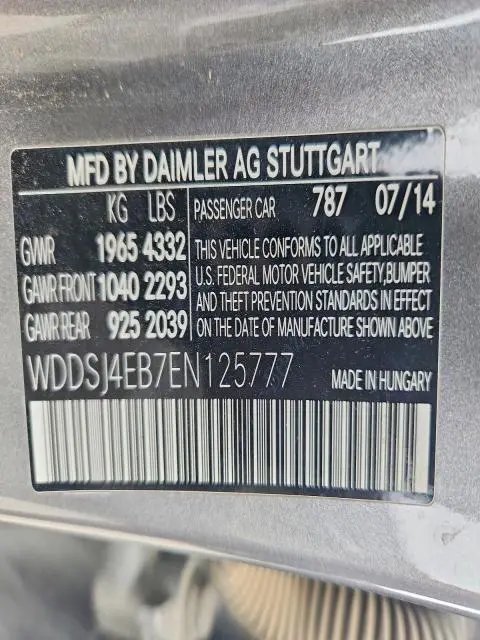 MFD BY DAIMLER AG STUTTGART
KG LBS PASSENGER CAR 787 07/14
GVWR 1965 4332 THIS VEHICLE CONFORMS TO ALL APPLICABLE
GAWR FRONT 1040 2293 U.S. FEDERAL MOTOR VEHICLE SAFETY,BUMPER
AND THEFT PREVENTION STANDARDS IN EFFECT
GAWR REAR 925 2039 ON THE DATE OF MANUFACTURE SHOWN ABOVE
WDDSJ4EB7EN125777 MADE IN HUNGARY